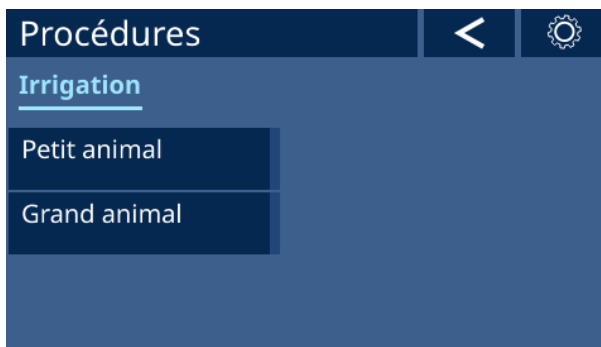 Procédures
Irrigation
Petit animal
Grand animal